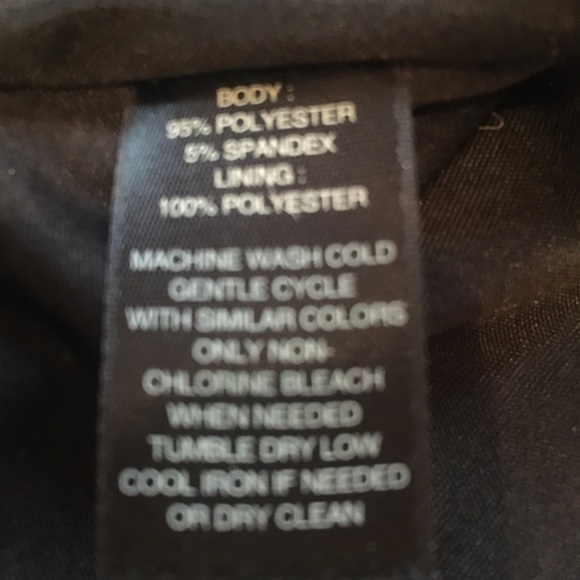 BODY :
95% POLYESTER
5% SPANDEX
LINING :
100% POLYESTER
MACHINE WASH COLD
GENTLE CYCLE
WITH SIMILAR COLORS
ONLY NON-
CHLORINE BLEACH
WHEN NEEDED
TUMBLE DRY LOW
COOL IRON IF NEEDED
OR DRY CLEAN